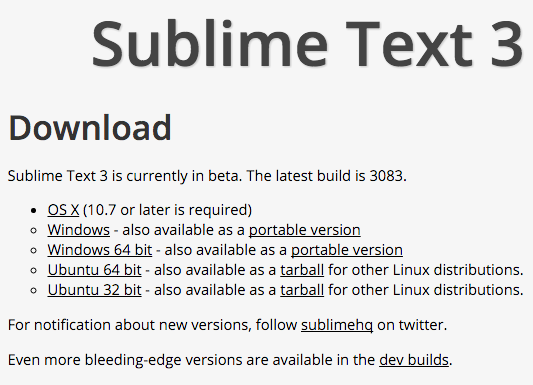 Sublime Text 3
Download
Sublime Text 3 is currently in beta. The latest build is 3083.
OS X (10.7 or later is required)
Windows - also available as a portable version
Windows 64 bit - also available as a portable version
Ubuntu 64 bit - also available as a tarball for other Linux distributions.
Ubuntu 32 bit - also available as a tarball for other Linux distributions.
For notification about new versions, follow sublimehq on twitter.
Even more bleeding-edge versions are available in the dev builds.